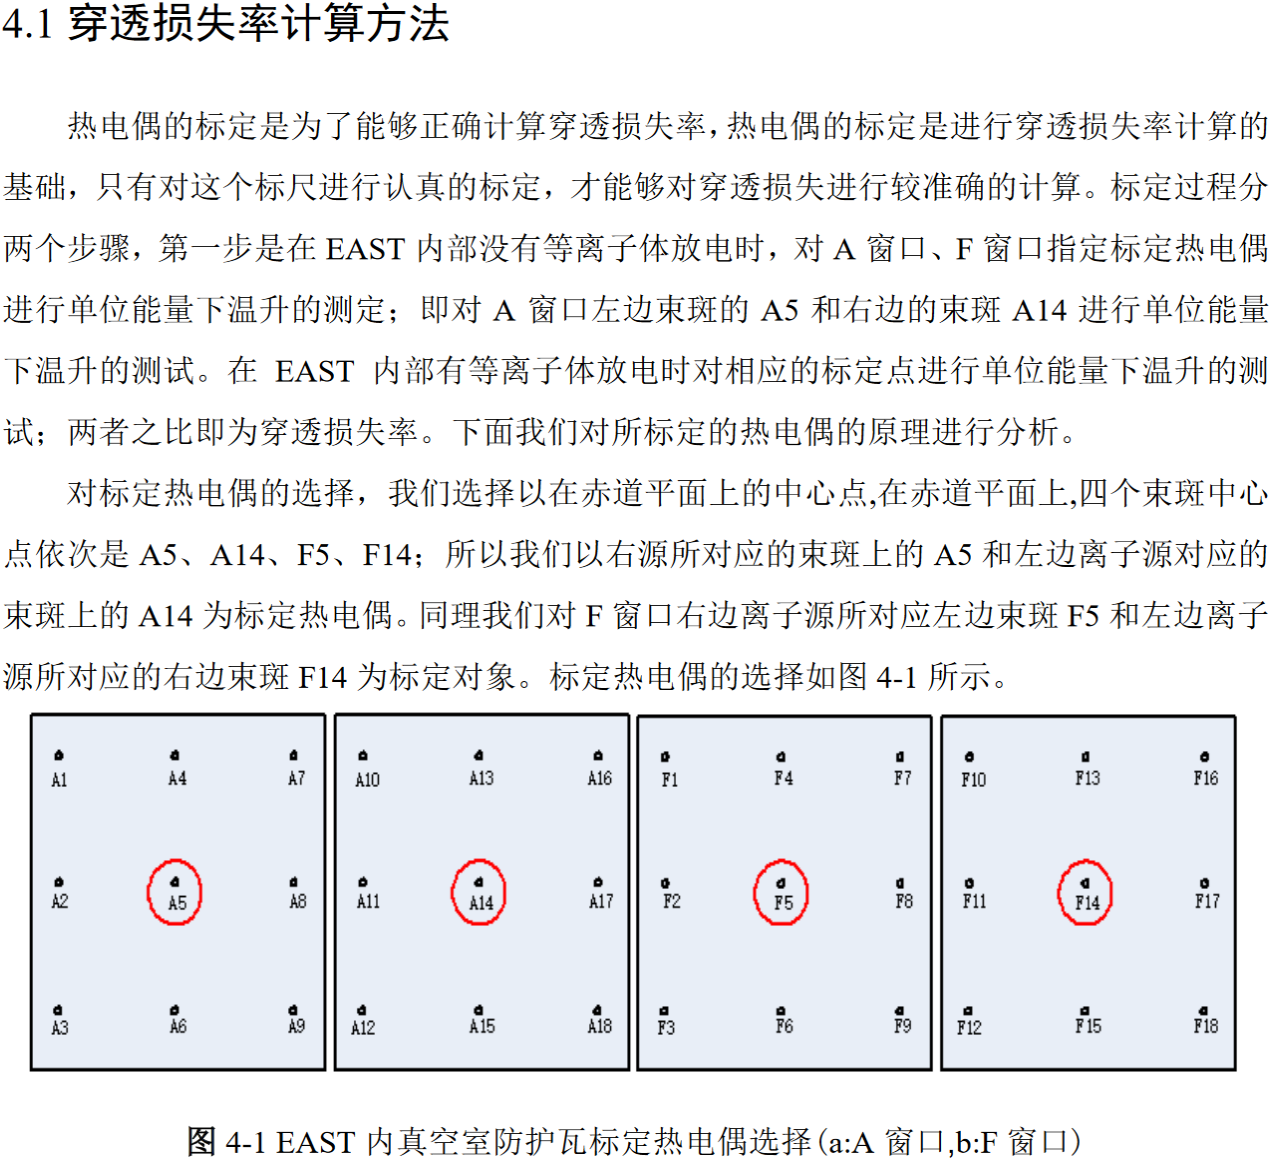 4.1 穿透损失率计算方法
热电偶的标定是为了能够正确计算穿透损失率，热电偶的标定是进行穿透损失率计算的
基础，只有对这个标尺进行认真的标定，才能够对穿透损失进行较准确的计算。标定过程分
两个步骤，第一步是在 EAST 内部没有等离子体放电时，对 A 窗口、F 窗口指定标定热电偶
进行单位能量下温升的测定；即对 A 窗口左边束斑的 A5 和右边的束斑 A14 进行单位能量
下温升的测试。在 EAST 内部有等离子体放电时对相应的标定点进行单位能量下温升的测
试；两者之比即为穿透损失率。下面我们对所标定的热电偶的原理进行分析。
对标定热电偶的选择，我们选择以在赤道平面上的中心点,在赤道平面上,四个束斑中心
点依次是 A5、A14、F5、F14；所以我们以右源所对应的束斑上的 A5 和左边离子源对应的
束斑上的 A14 为标定热电偶。同理我们对 F 窗口右边离子源所对应左边束斑 F5 和左边离子
源所对应的右边束斑 F14 为标定对象。标定热电偶的选择如图 4-1 所示。
A1 A4 A7 A10 A13 A16 F1 F4 F7 F10 F13 F16
A2 A5 A8 A11 A14 A17 F2 F5 F8 F11 F14 F17
A3 A6 A9 A12 A15 A18 F3 F6 F9 F12 F15 F18
图 4-1 EAST 内真空室防护瓦标定热电偶选择(a:A 窗口,b:F 窗口)